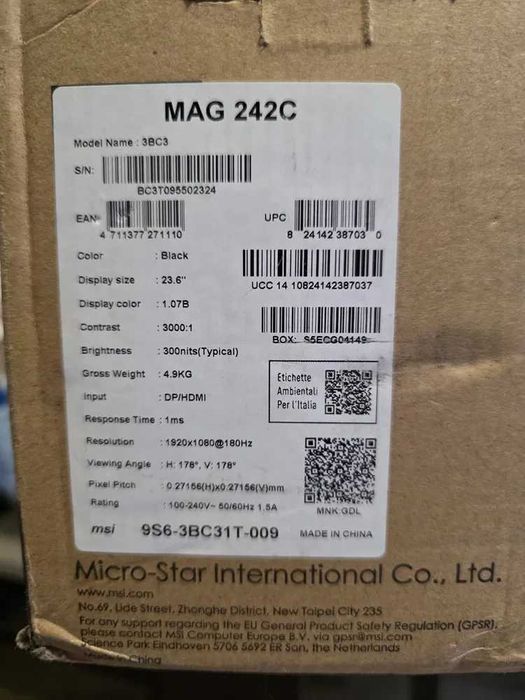 MAG 242C
Model Name : 3BC3
S/N:
BC3T095502324
EAN UPC
4 711377 271110 8 24142 38703 0
Color : Black
UCC 14 10824142387037
Display size : 23.6"
Display color : 1.07B
Contrast : 3000:1
BOX: S5ECG04149
Brightness : 300nits(Typical)
Gross Weight : 4.9KG
Etichette
Ambientali
Per l'Italia
Input : DP/HDMI
Response Time : 1ms
Resolution : 1920x1080@180Hz
Viewing Angle : H: 178°, V: 178°
Pixel Pitch : 0.27156(H)x0.27156(V)mm
Rating : 100-240V~ 50/60Hz 1.5A
MNK.GDL
msi 9S6-3BC31T-009 MADE IN CHINA
Micro-Star International Co., Ltd.
www.msi.com
No.69, Lide Street, Zhonghe District, New Taipei City 235
For any support regarding the EU General Product Safety Regulation (GPSR),
please contact MSI Computer Europe B.V. via gpsr@msi.com
Science Park Eindhoven 5706 5692 ER Son, the Netherlands
Made in China